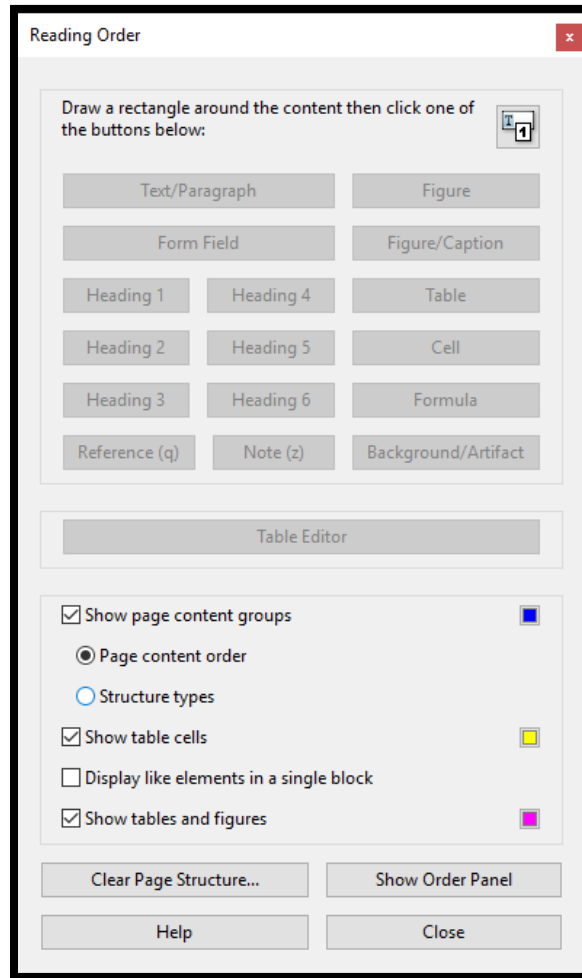 Reading Order
x
Draw a rectangle around the content then click one of
the buttons below:
T
1
Text/Paragraph
Figure
Form Field
Figure/Caption
Heading 1
Heading 4
Table
Heading 2
Heading 5
Cell
Heading 3
Heading 6
Formula
Reference (q)
Note (z)
Background/Artifact
Table Editor
Show page content groups
Page content order
Structure types
Show table cells
Display like elements in a single block
Show tables and figures
Clear Page Structure...
Show Order Panel
Help
Close